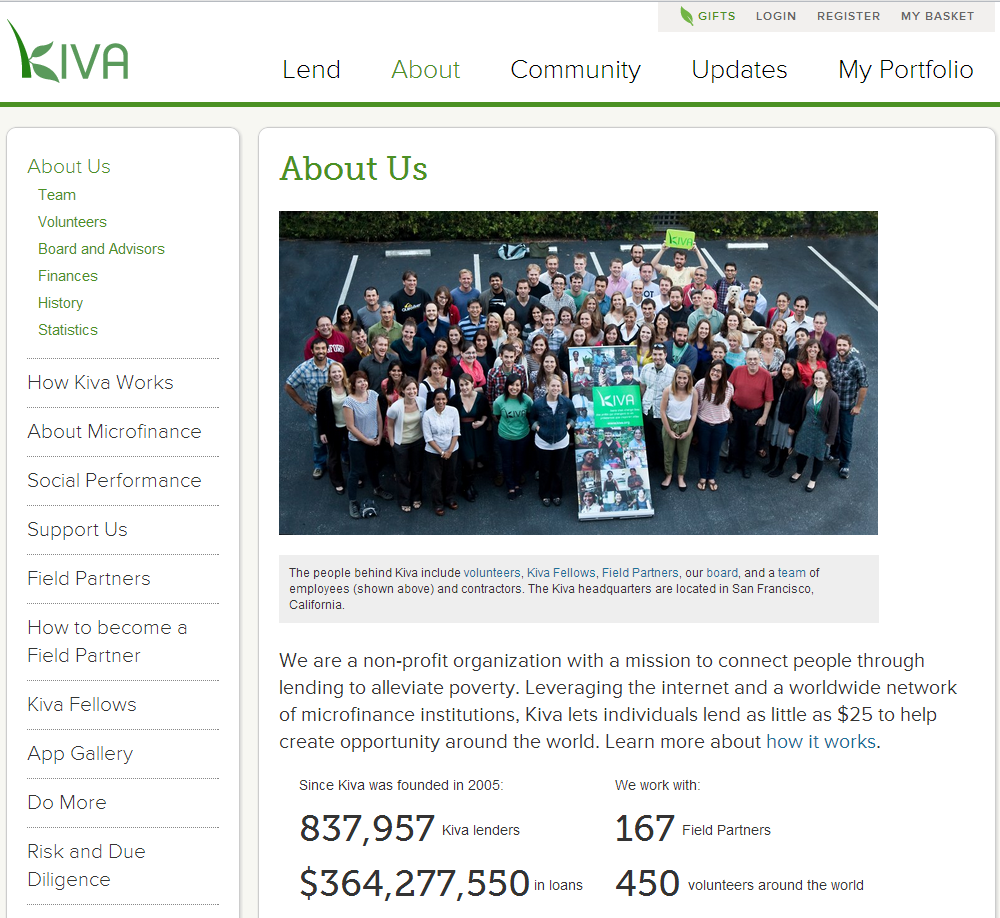 GIFTS LOGIN REGISTER MY BASKET
KIVA
Lend About Community Updates My Portfolio
About Us
Team
Volunteers
Board and Advisors
Finances
History
Statistics
How Kiva Works
About Microfinance
Social Performance
Support Us
Field Partners
How to become a
Field Partner
Kiva Fellows
App Gallery
Do More
Risk and Due
Diligence
About Us
KIVA
KIVA
KIVA
The people behind Kiva include volunteers, Kiva Fellows, Field Partners, our board, and a team of
employees (shown above) and contractors. The Kiva headquarters are located in San Francisco,
California.
We are a non-profit organization with a mission to connect people through
lending to alleviate poverty. Leveraging the internet and a worldwide network
of microfinance institutions, Kiva lets individuals lend as little as $25 to help
create opportunity around the world. Learn more about how it works.
Since Kiva was founded in 2005:
837,957 Kiva lenders
$364,277,550 in loans
We work with:
167 Field Partners
450 volunteers around the world